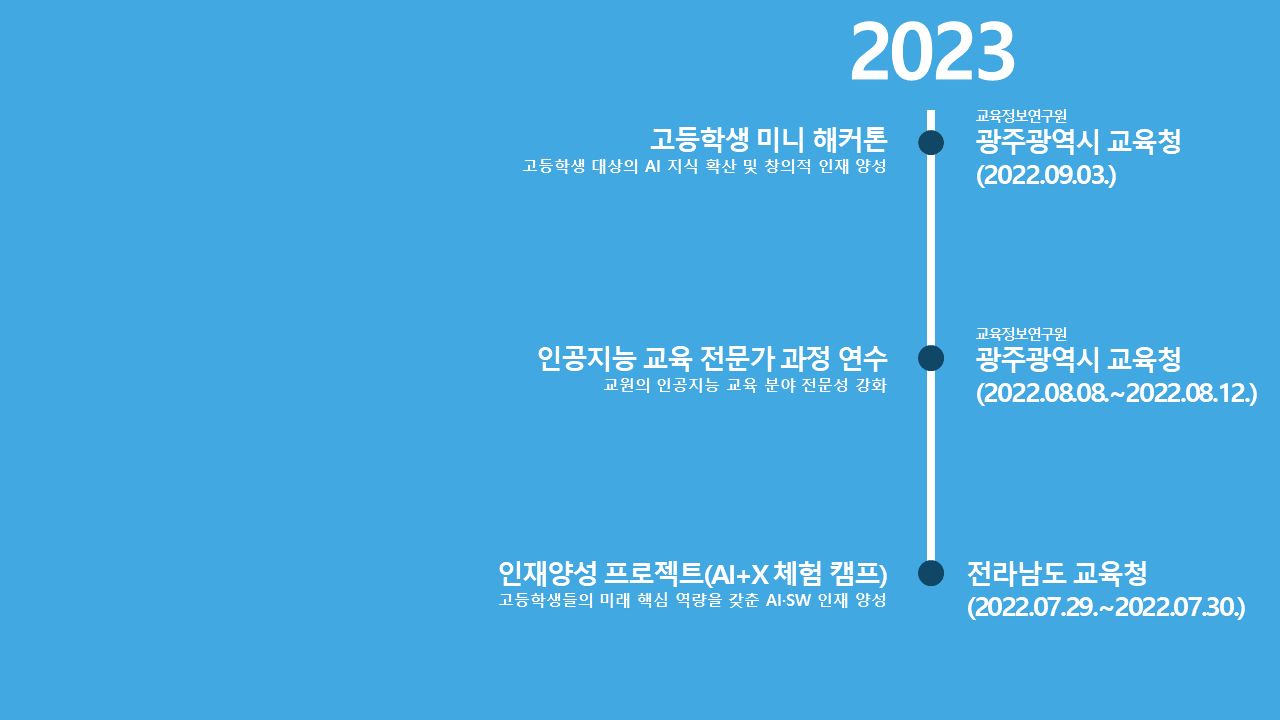 2023
고등학생 미니 해커톤
고등학생 대상의 AI 지식 확산 및 창의적 인재 양성
교육정보연구원
광주광역시 교육청
(2022.09.03.)
인공지능 교육 전문가 과정 연수
교원의 인공지능 교육 분야 전문성 강화
교육정보연구원
광주광역시 교육청
(2022.08.08.~2022.08.12.)
인재양성 프로젝트(AI+X 체험 캠프)
고등학생들의 미래 핵심 역량을 갖춘 AI·SW 인재 양성
전라남도 교육청
(2022.07.29.~2022.07.30.)